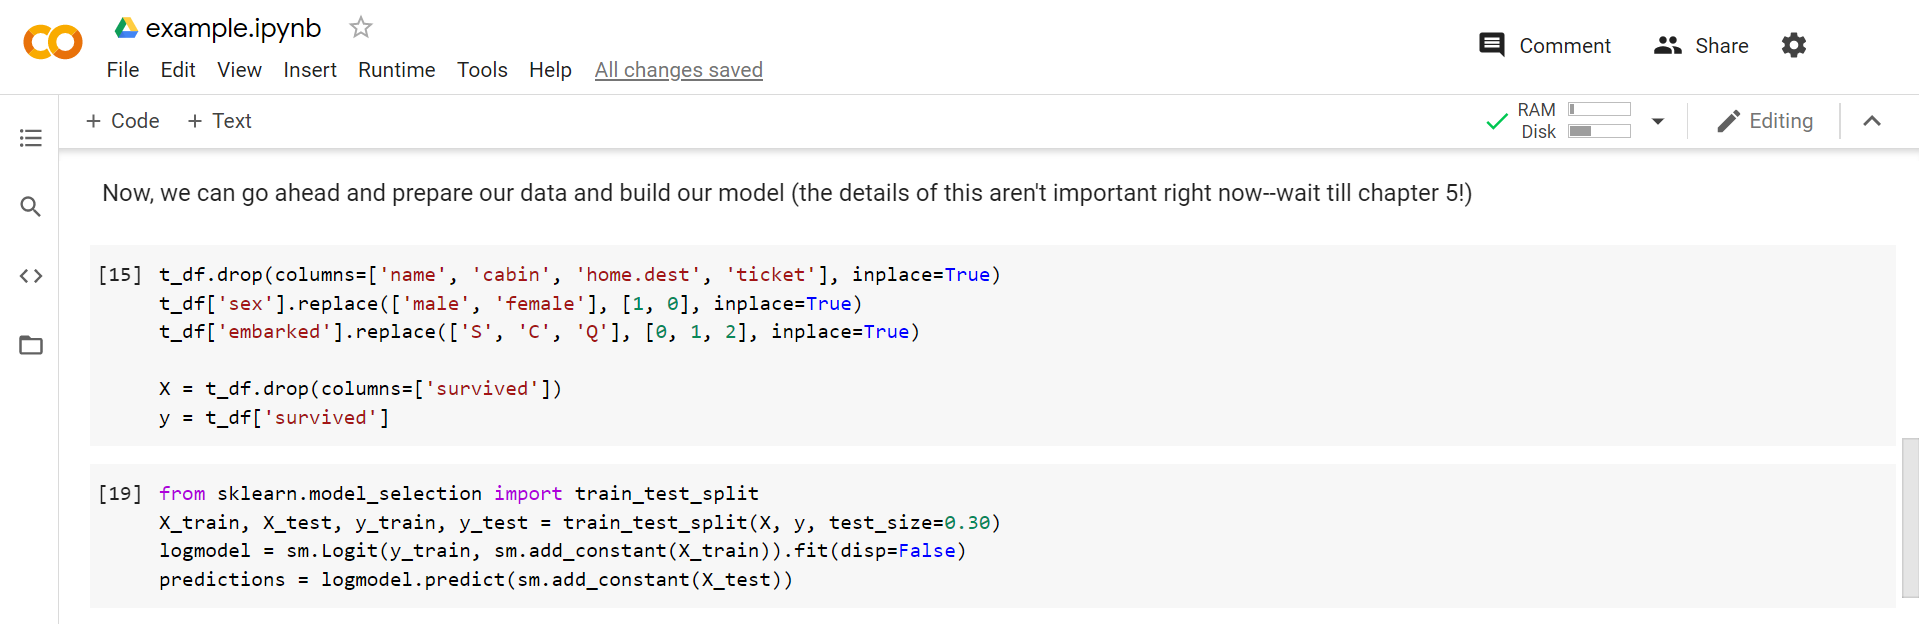 example.ipynb
Comment
Share
File Edit View Insert Runtime Tools Help All changes saved
+ Code + Text
RAM
Disk
Editing
Now, we can go ahead and prepare our data and build our model (the details of this aren't important right now--wait till chapter 5!)
[15] t_df.drop(columns=['name', 'cabin', 'home.dest', 'ticket'], inplace=True)
t_df['sex'].replace(['male', 'female'], [1, 0], inplace=True)
t_df['embarked'].replace(['S', 'C', 'Q'], [0, 1, 2], inplace=True)
X = t_df.drop(columns=['survived'])
y = t_df['survived']
[19] from sklearn.model_selection import train_test_split
X_train, X_test, y_train, y_test = train_test_split(X, y, test_size=0.30)
logmodel = sm.Logit(y_train, sm.add_constant(X_train)).fit(disp=False)
predictions = logmodel.predict(sm.add_constant(X_test))